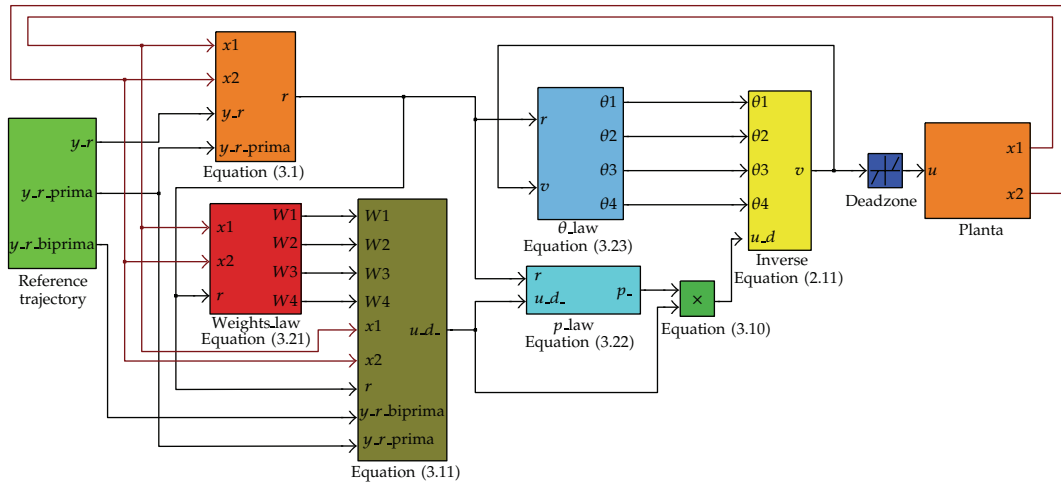 y_r
y_r_prima
y_r_biprima
Reference
trajectory
x1
x2
y_r
y_r_prima
r
Equation (3.1)
x1
x2
r
W1
W2
W3
W4
Weights_law
Equation (3.21)
W1
W2
W3
W4
x1
x2
r
y_r_biprima
y_r_prima
u_d_
Equation (3.11)
r
v
θ1
θ2
θ3
θ4
θ_law
Equation (3.23)
r
u_d_
p_
p_law
Equation (3.22)
×
Equation (3.10)
θ1
θ2
θ3
θ4
u_d
v
Inverse
Equation (2.11)
Deadzone
u
x1
x2
Planta